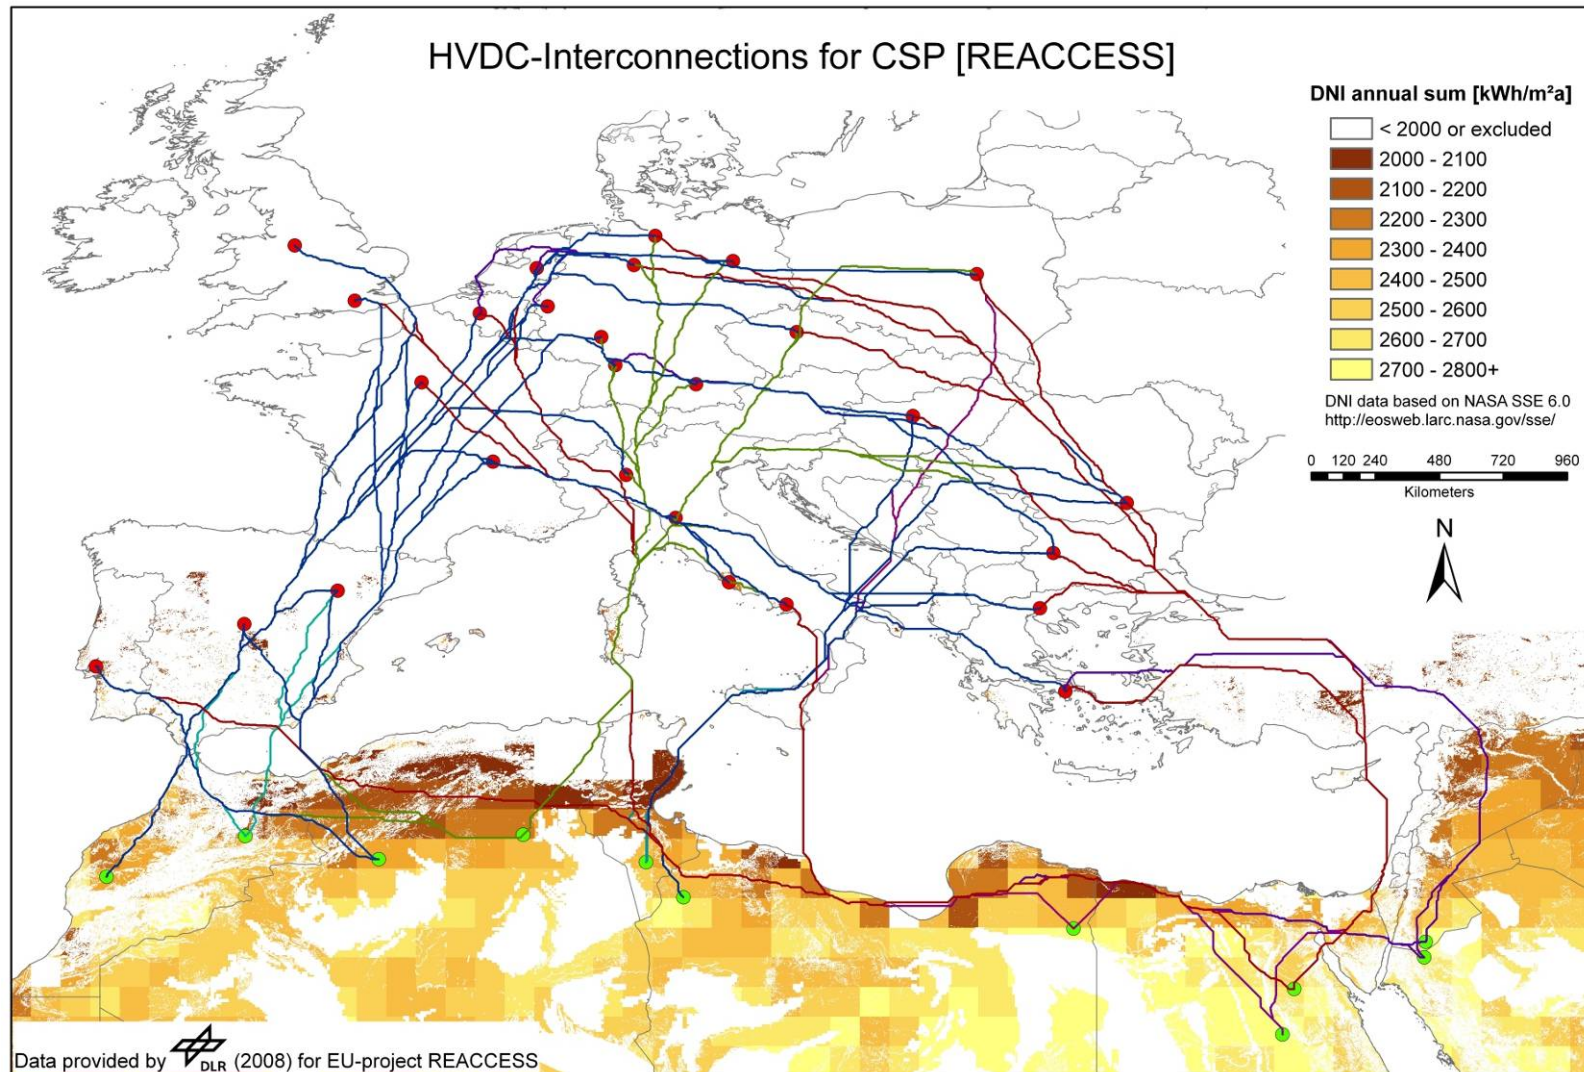 HVDC-Interconnections for CSP [REACCESS]
DNI annual sum [kWh/m²a]
< 2000 or excluded
2000 - 2100
2100 - 2200
2200 - 2300
2300 - 2400
2400 - 2500
2500 - 2600
2600 - 2700
2700 - 2800+
DNI data based on NASA SSE 6.0
http://eosweb.larc.nasa.gov/sse/
0 120 240 480 720 960
Kilometers
N
Data provided by DLR (2008) for EU-project REACCESS